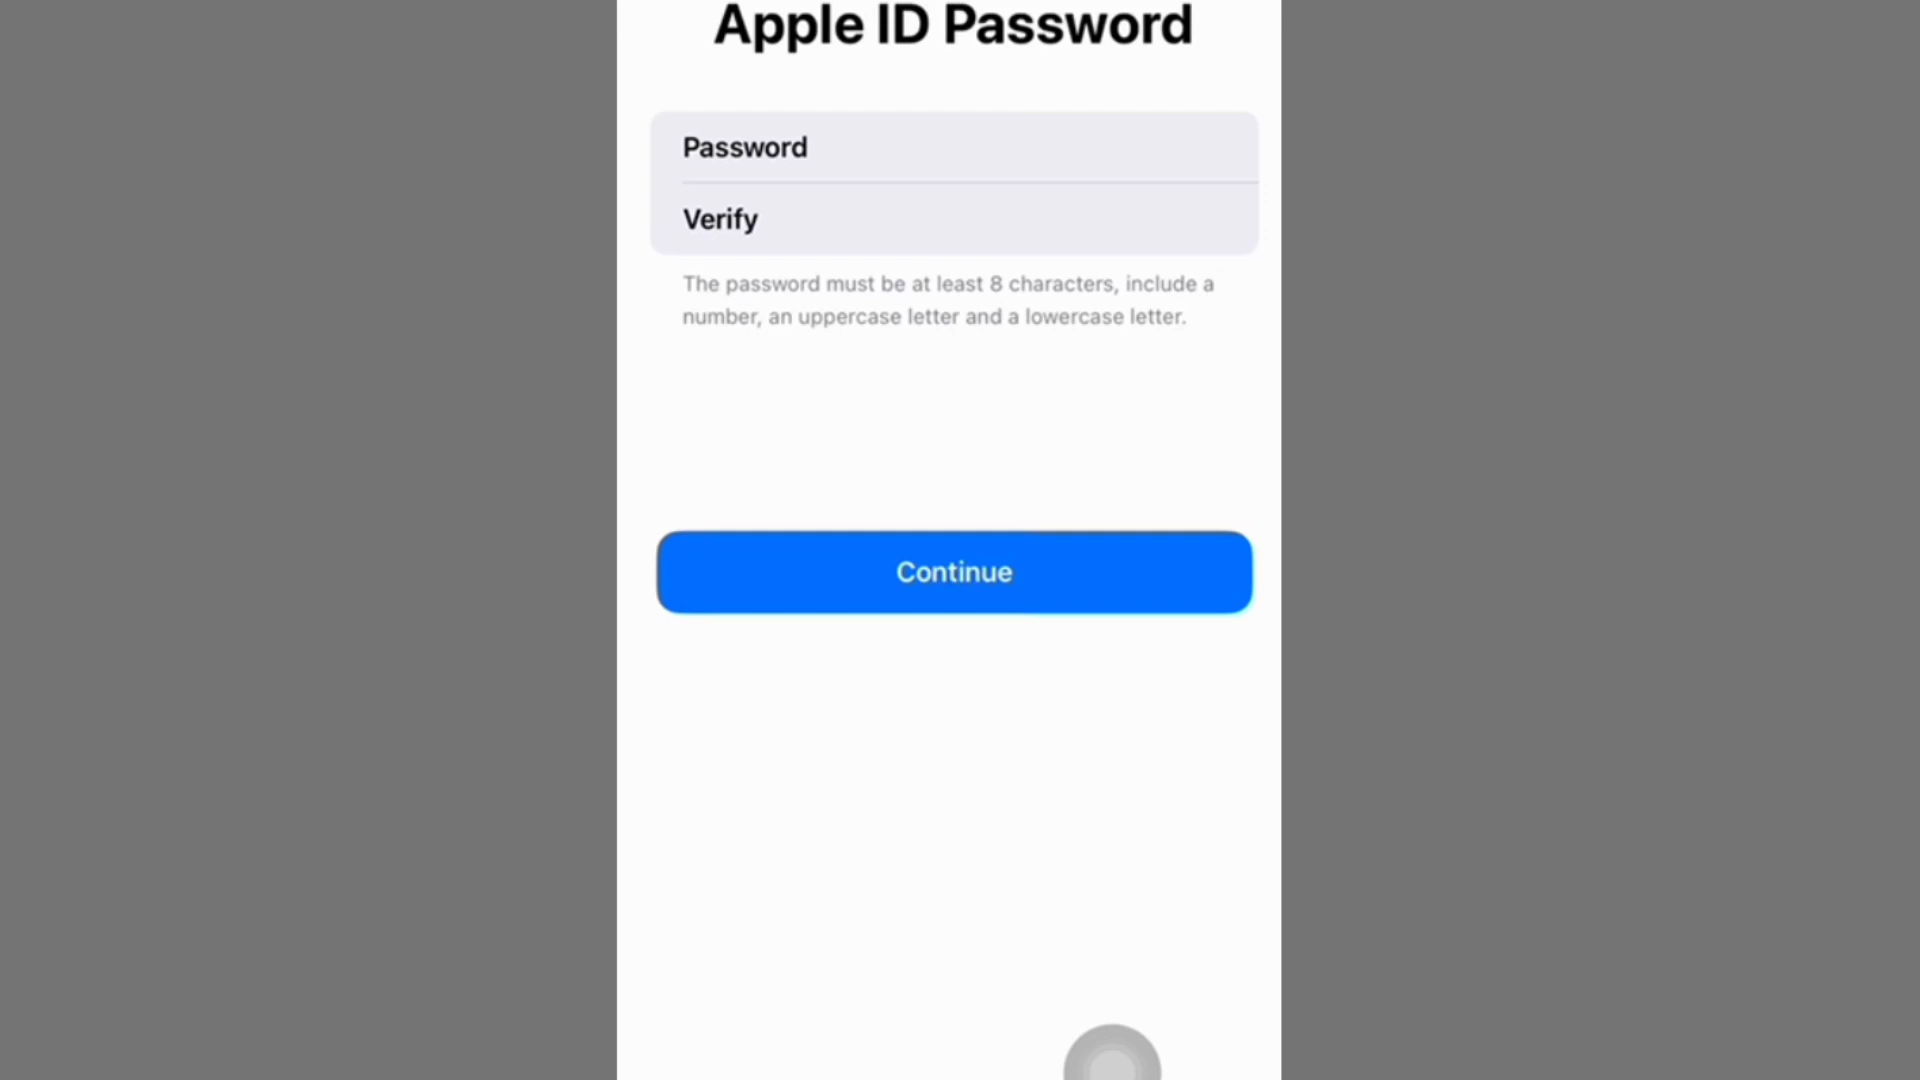 Apple ID Password
Password
Verify
The password must be at least 8 characters, include a
number, an uppercase letter and a lowercase letter.
Continue